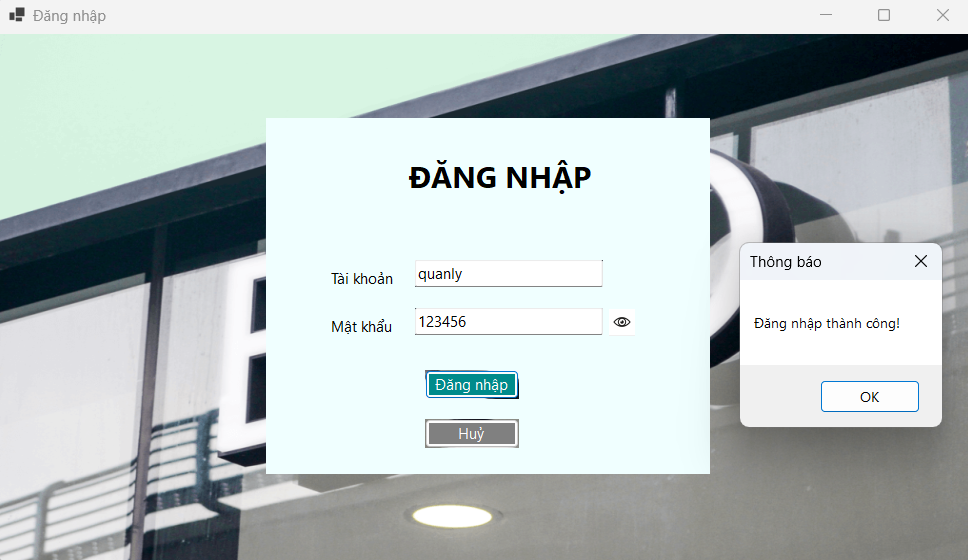 Đăng nhập
ĐĂNG NHẬP
Tài khoản
quanly
Mật khẩu
123456
Đăng nhập
Huỷ
Thông báo
Đăng nhập thành công!
OK